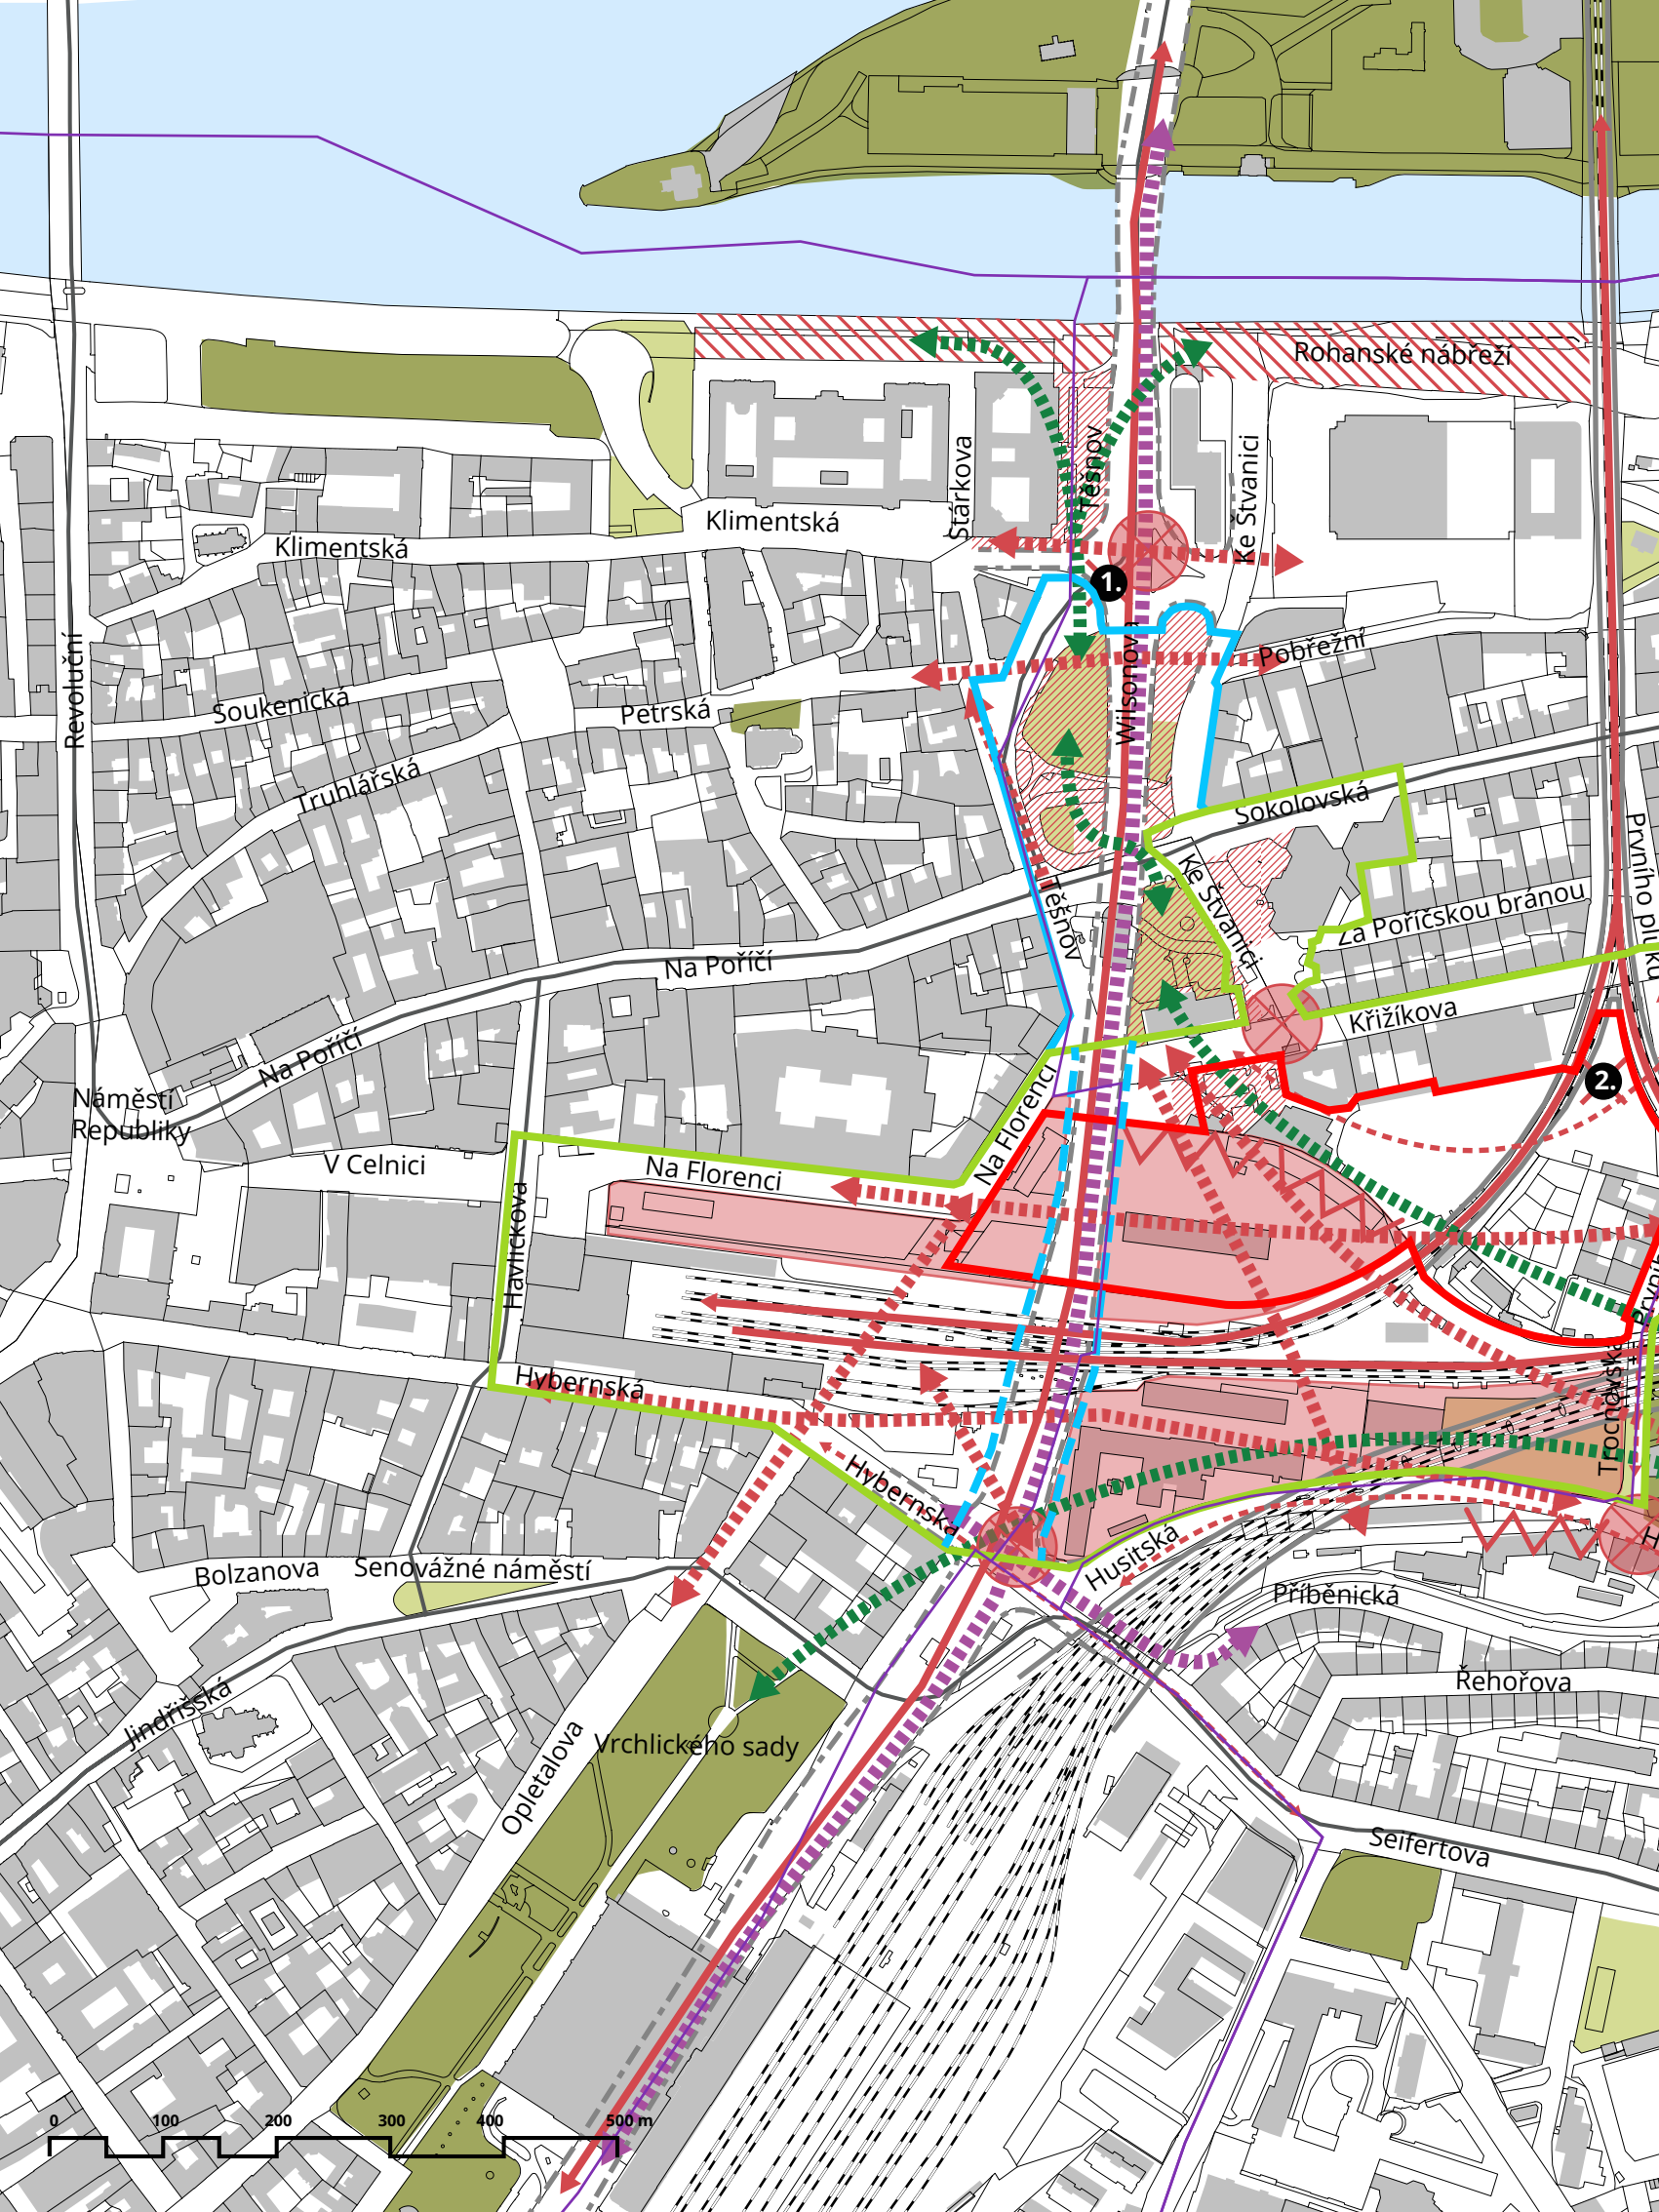 Rohanské nábřeží
Těšnov
Stárkova
Ke Štvanici
Klimentská
Klimentská
1.
Pobřežní
Wilsonova
Revoluční
Soukenická
Petrská
Truhlářská
Sokolovská
Prvního pluku
Ke Štvanici
Za Poříčskou bránou
Těšnov
Na Poříčí
Křižíkova
Na Poříčí
Náměstí
Republiky
2.
Na Florenci
V Celnici
Na Florenci
Havlíčkova
Hybernská
Trocnovská
Hybernská
Husitská
Bolzanova
Senovážné náměstí
Příběnická
Řehořova
Jindřišská
Opletalova
Vrchlického sady
Seifertova
0 100 200 300 400 500 m